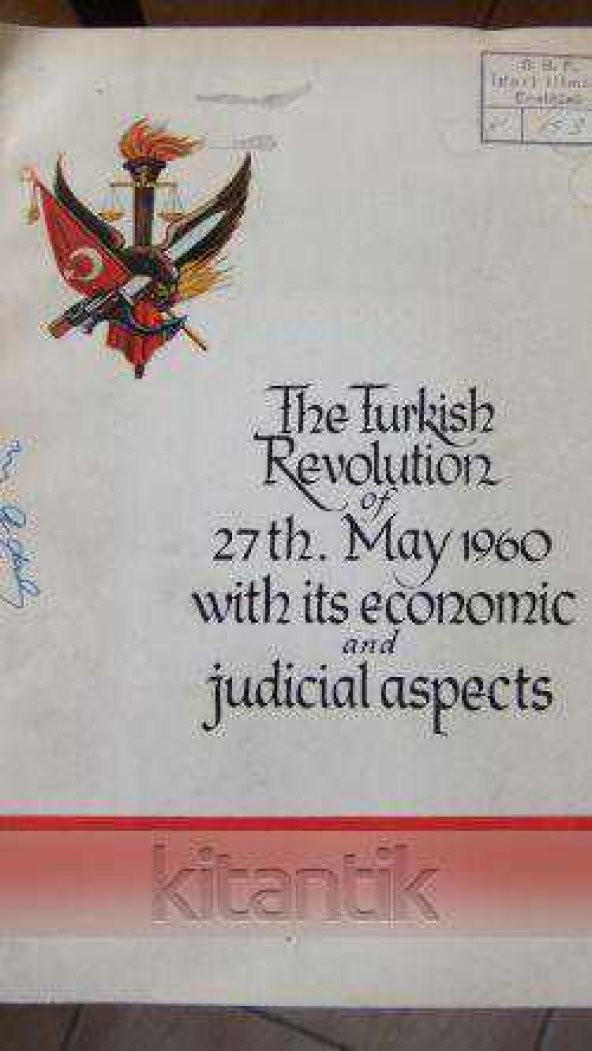 S. B. F.
The Turkish
Revolution
of
27th. May 1960
with its economic
and
judicial aspects
kitantik